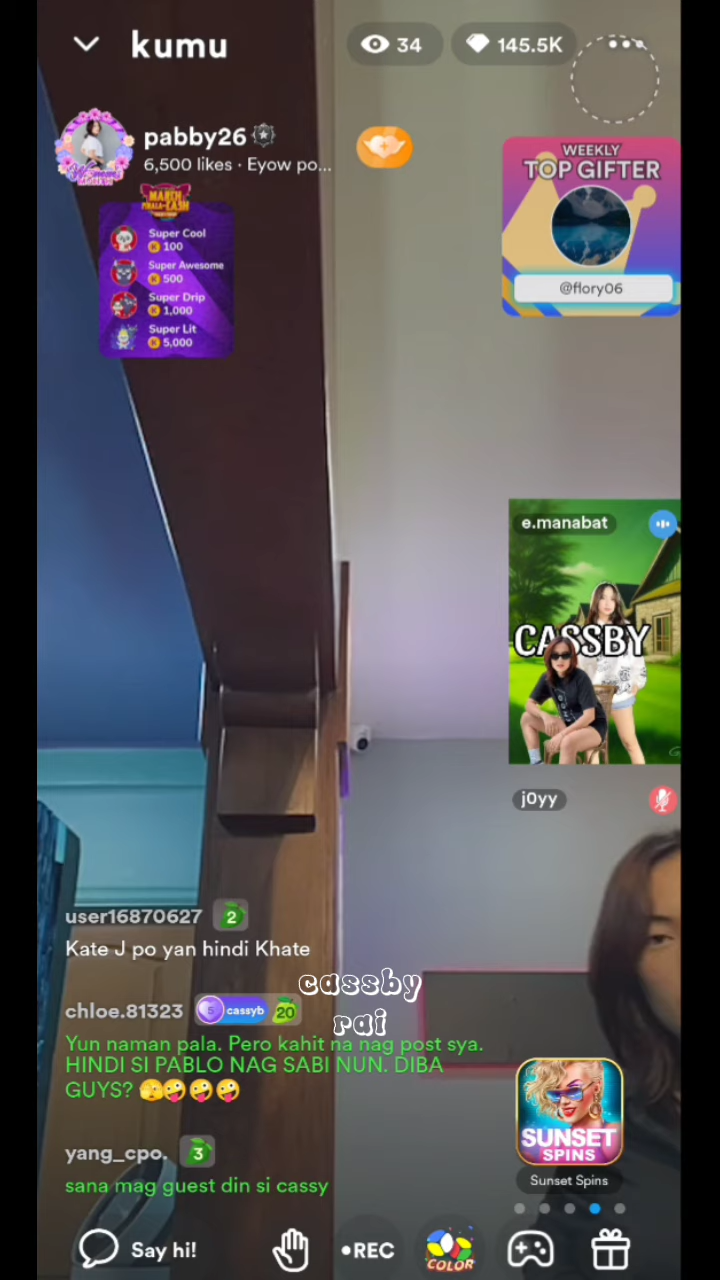 kumu
34
145.5K
pabby26
6,500 likes · Eyow po...
WEEKLY
TOP GIFTER
@flory06
MARCH
PERALA-CASH
Super Cool
100
Super Awesome
500
Super Drip
1,000
Super Lit
5,000
e.manabat
CASSBY
j0yy
user16870627 2
Kate J po yan hindi Khate
cassby
rai
chloe.81323 5 cassyb 20
Yun naman pala. Pero kahit na nag post sya.
HINDI SI PABLO NAG SABI NUN. DIBA
GUYS? 🫣🤪🤪🤪
yang_cpo. 3
sana mag guest din si cassy
SUNSET
SPINS
Sunset Spins
Say hi!
•REC
COLOR